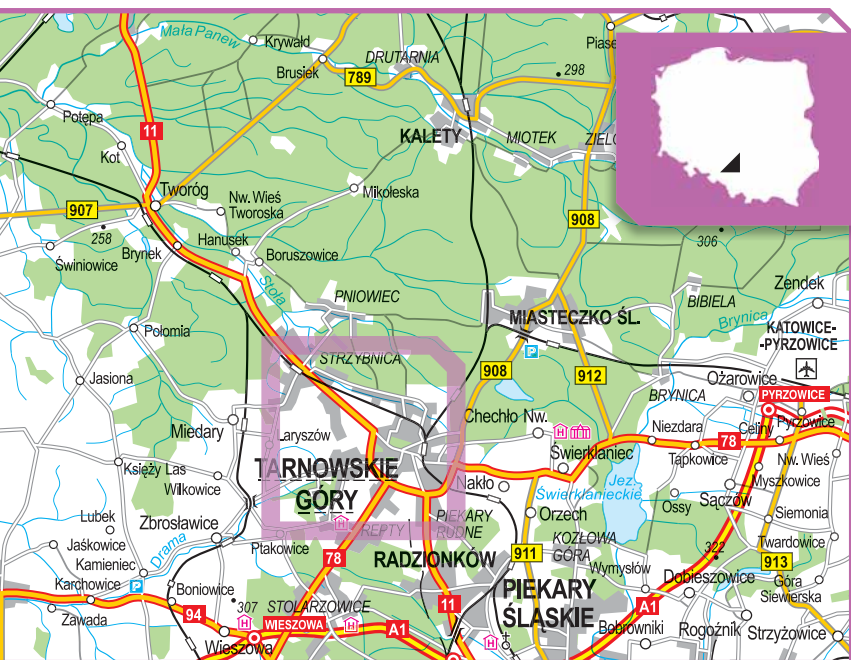 Mała Panew
Krywałd
Piase
DRUTARNIA
Brusiek
789
298
Potępa
11
KALETY
MIOTEK
ZIEL
Kot
Tworóg
Mikołeska
Nw. Wieś
Tworoska
907
908
258
Hanusek
306
Brynek
Boruszowice
Świniowice
Stoła
Zendek
PNIOWIEC
BIBIELA
MIASTECZKO ŚL.
Brynica
Połomia
KATOWICE-
-PYRZOWICE
P
STRZYBNICA
908
912
Jasiona
Ożarowice
BRYNICA
PYRZOWICE
Chechło Nw.
Miedary
H
Niezdara
Celiny
Pyrzowice
Laryszów
78
Świerklaniec
Tąpkowice
Nw. Wieś
Księży Las
TARNOWSKIE
GÓRY
Wilkowice
Nakło
Jez.
Świerklanieckie
Myszkowice
Sączów
Ossy
Lubek
Zbrosławice
H
REPTY
PIEKARY
RUDNE
Orzech
Siemonia
Jaśkowice
Drama
Ptakowice
KOZŁOWA
GÓRA
Twardowice
322
Kamieniec
78
RADZIONKÓW
911
Wymysłów
913
Karchowice
P
Boniowice
PIEKARY
ŚLĄSKIE
Dobieszowice
Góra
Siewierska
307
STOLARZOWICE
11
A1
Zawada
94
H
WIESZOWA
H
A1
H
Bobrowniki
Rogoźnik
Strzyżowice
Wieszowa